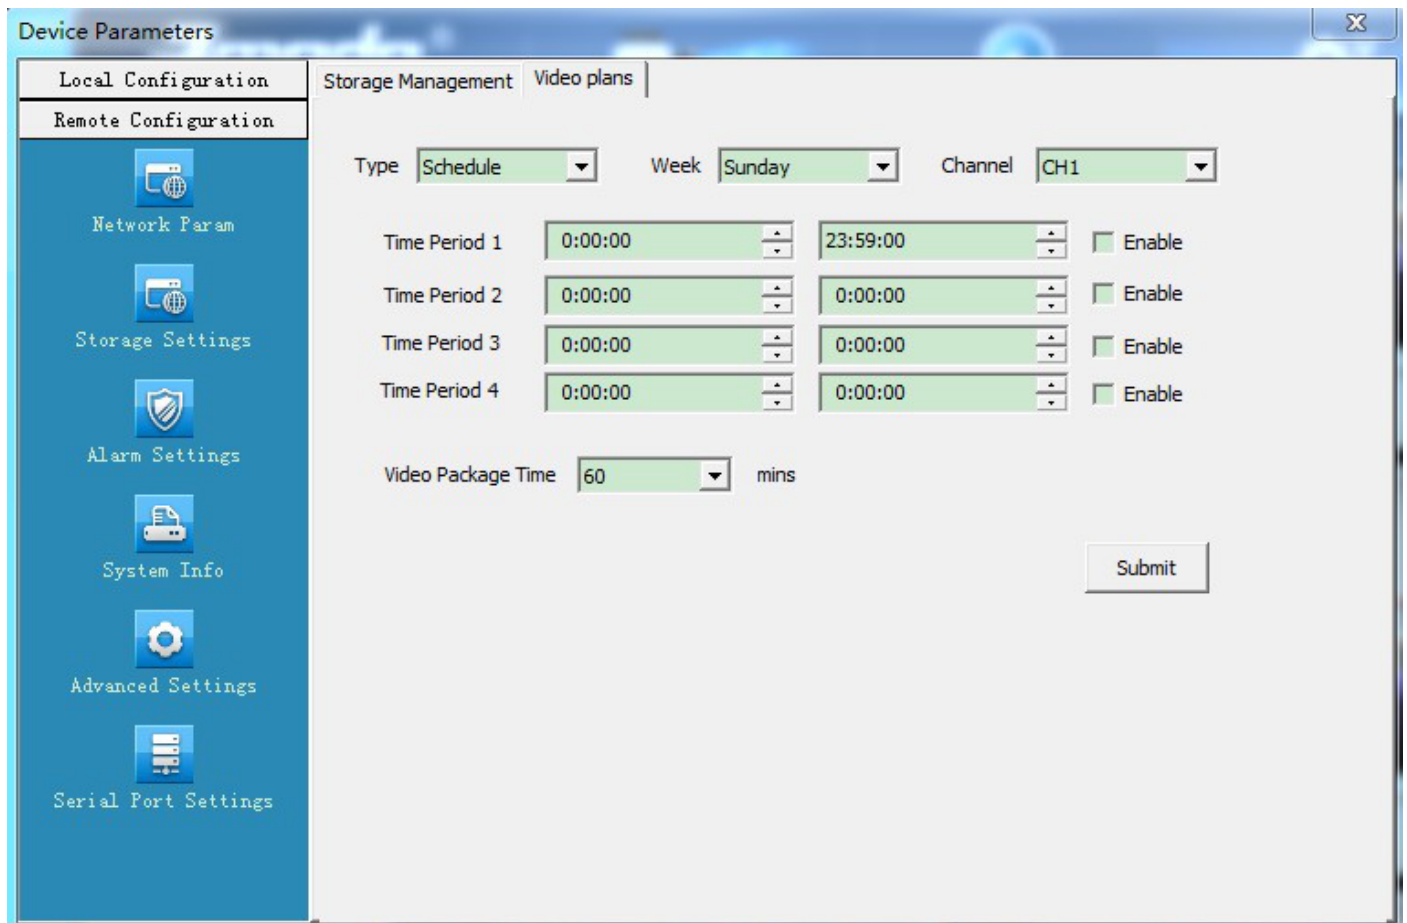 Device Parameters
Local Configuration
Remote Configuration
Network Param
Storage Settings
Alarm Settings
System Info
Advanced Settings
Serial Port Settings
Storage Management Video plans
Type Schedule Week Sunday Channel CH1
Time Period 1 0:00:00 23:59:00 Enable
Time Period 2 0:00:00 0:00:00 Enable
Time Period 3 0:00:00 0:00:00 Enable
Time Period 4 0:00:00 0:00:00 Enable
Video Package Time 60 mins
Submit